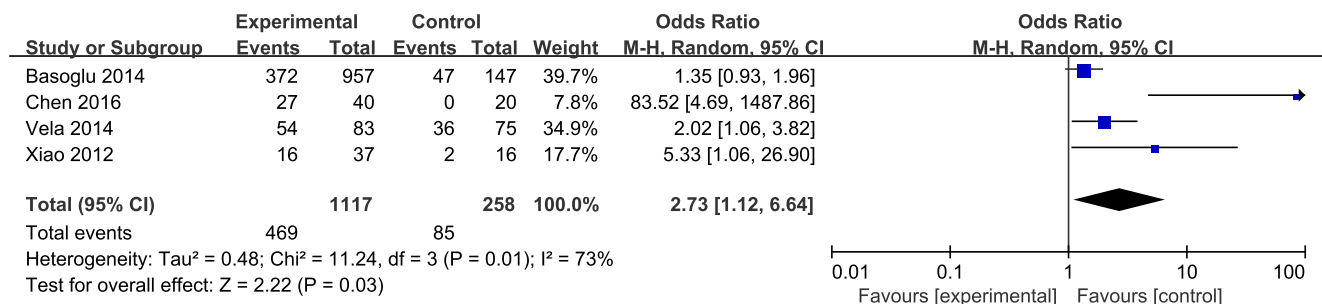 Experimental Control Odds Ratio Odds Ratio
Study or Subgroup Events Total Events Total Weight M-H, Random, 95% CI M-H, Random, 95% CI
Basoglu 2014 372 957 47 147 39.7% 1.35 [0.93, 1.96]
Chen 2016 27 40 0 20 7.8% 83.52 [4.69, 1487.86]
Vela 2014 54 83 36 75 34.9% 2.02 [1.06, 3.82]
Xiao 2012 16 37 2 16 17.7% 5.33 [1.06, 26.90]
Total (95% CI) 1117 258 100.0% 2.73 [1.12, 6.64]
Total events 469 85
Heterogeneity: Tau² = 0.48; Chi² = 11.24, df = 3 (P = 0.01); I² = 73%
Test for overall effect: Z = 2.22 (P = 0.03)
0.01 0.1 1 10 100
Favours [experimental] Favours [control]